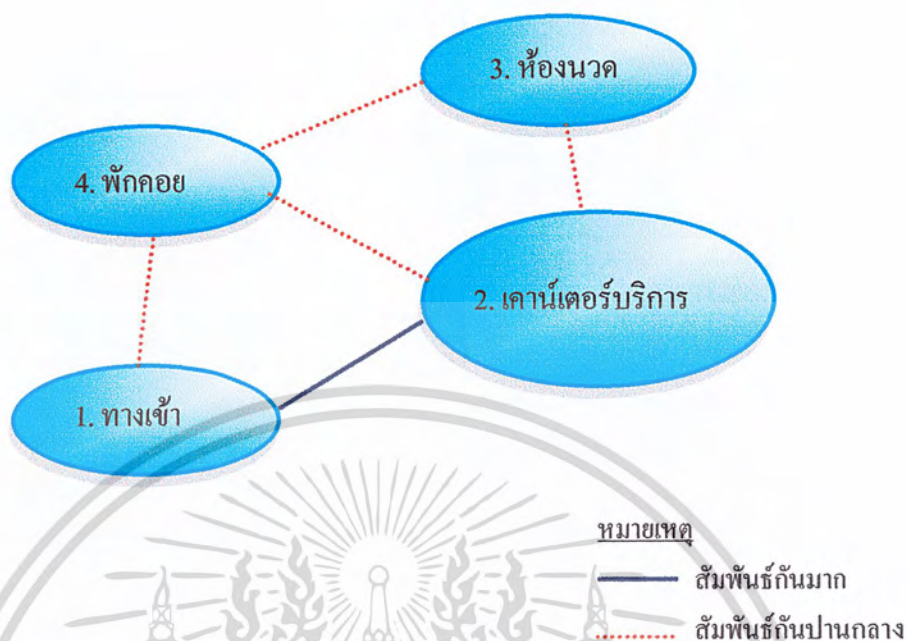 3. ห้องนวด
4. พักคอย
2. เคาน์เตอร์บริการ
1. ทางเข้า
หมายเหตุ
สัมพันธ์กันมาก
สัมพันธ์กันปานกลาง